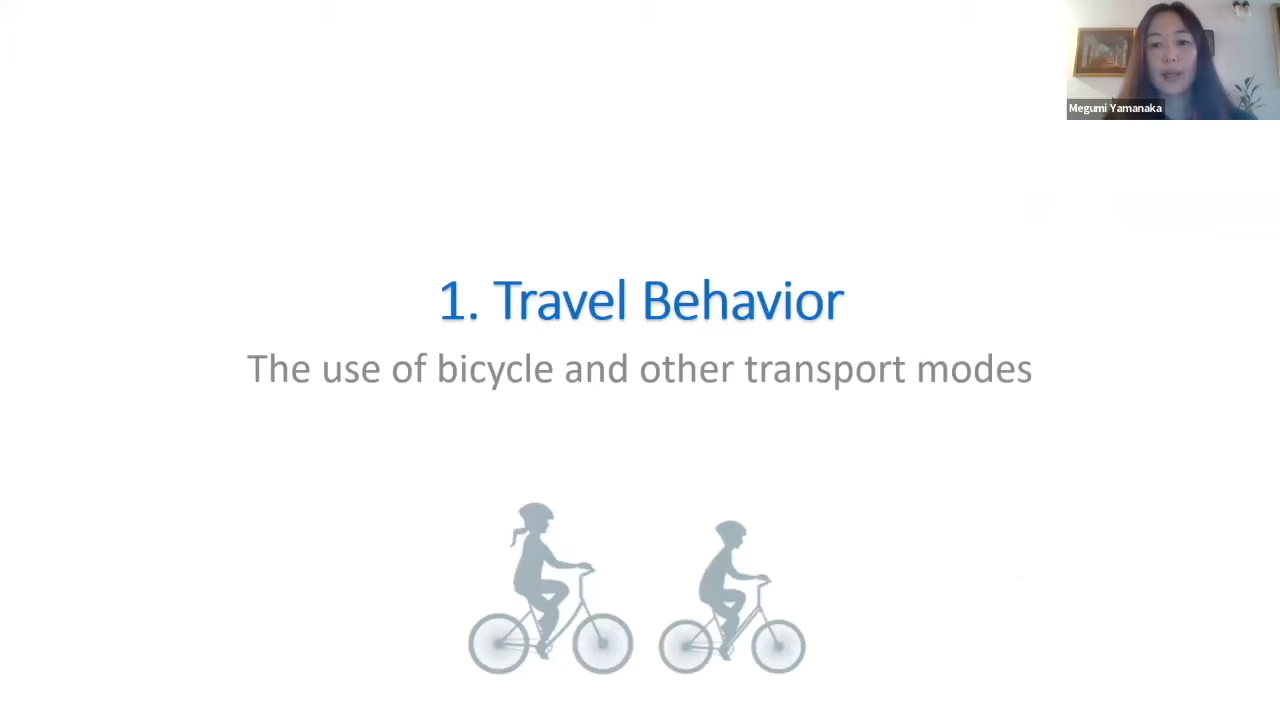 Megumi Yamanaka
1. Travel Behavior
The use of bicycle and other transport modes